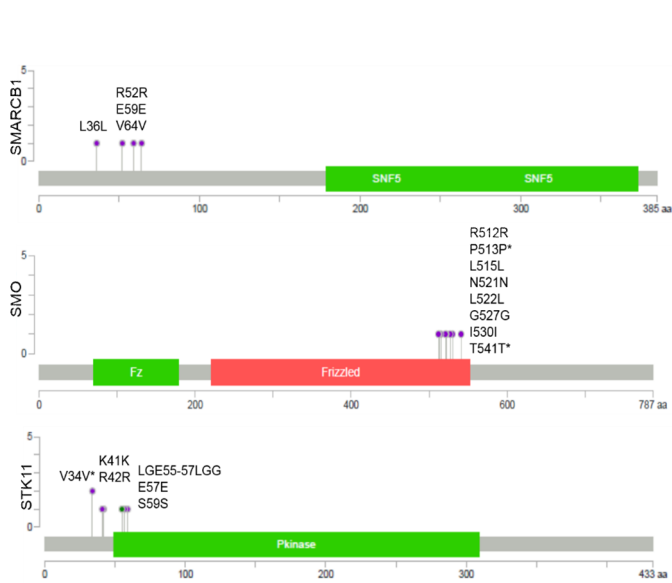 5
SMARCB1
0
L36L
R52R
E59E
V64V
SNF5 SNF5
0 100 200 300 385 aa
5
SMO
0
R512R
P513P*
L515L
N521N
L522L
G527G
I530I
T541T*
Fz Frizzled
0 200 400 600 787 aa
5
STK11
0
V34V*
K41K
R42R
LGE55-57LGG
E57E
S59S
Pkinase
0 100 200 300 433 aa